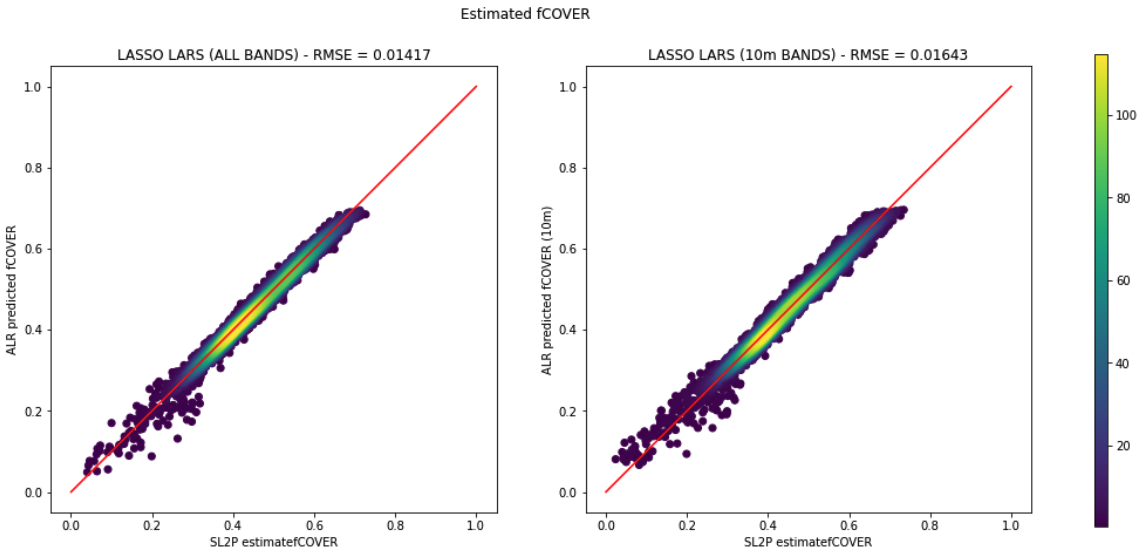 Estimated fCOVER
LASSO LARS (ALL BANDS) - RMSE = 0.01417
ALR predicted fCOVER
1.0
0.8
0.6
0.4
0.2
0.0
0.0 0.2 0.4 0.6 0.8 1.0
SL2P estimatefCOVER
LASSO LARS (10m BANDS) - RMSE = 0.01643
ALR predicted fCOVER (10m)
1.0
0.8
0.6
0.4
0.2
0.0
0.0 0.2 0.4 0.6 0.8 1.0
SL2P estimatefCOVER
100
80
60
40
20